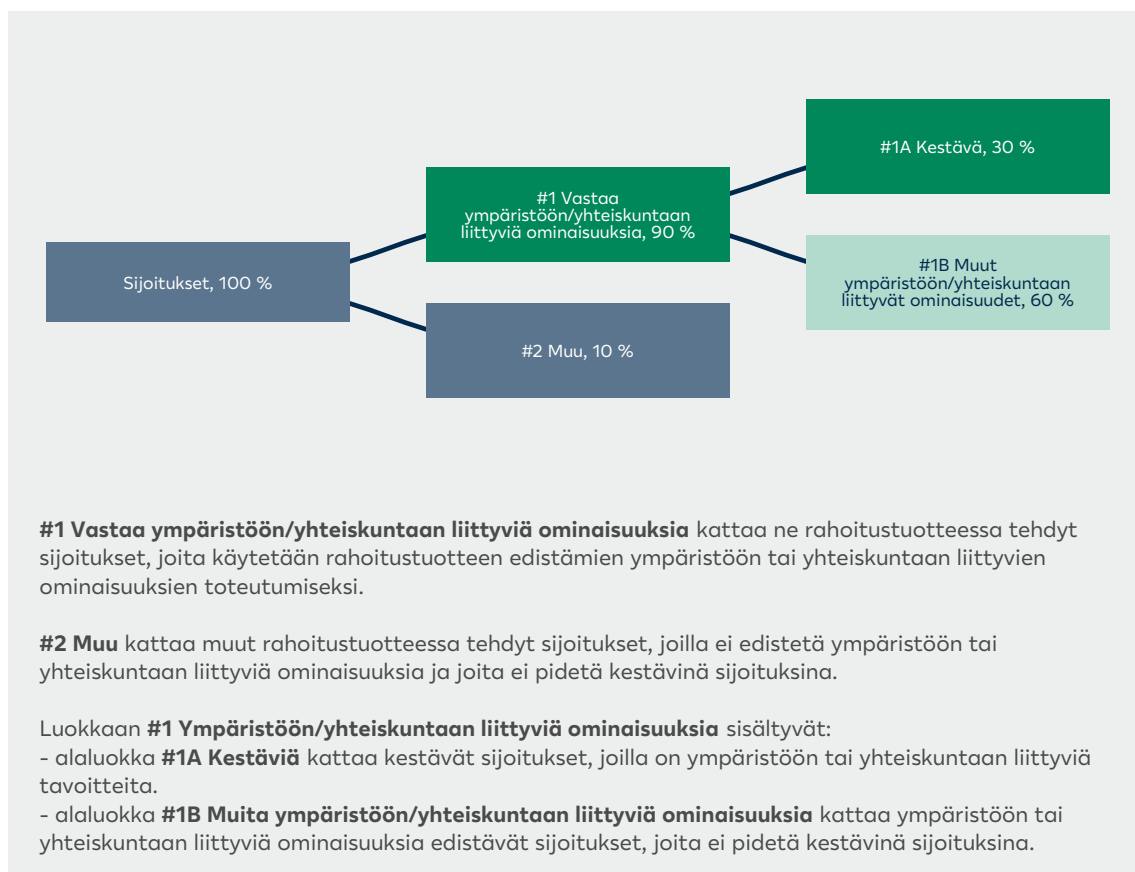 #1A Kestävä, 30 %
#1 Vastaa
ympäristöön/yhteiskuntaan
liittyviä ominaisuuksia, 90 %
Sijoitukset, 100 %
#1B Muut
ympäristöön/yhteiskuntaan
liittyvät ominaisuudet, 60 %
#2 Muu, 10 %
#1 Vastaa ympäristöön/yhteiskuntaan liittyviä ominaisuuksia kattaa ne rahoitustuotteessa tehdyt
sijoitukset, joita käytetään rahoitustuotteen edistämien ympäristöön tai yhteiskuntaan liittyvien
ominaisuuksien toteutumiseksi.
#2 Muu kattaa muut rahoitustuotteessa tehdyt sijoitukset, joilla ei edistetä ympäristöön tai
yhteiskuntaan liittyviä ominaisuuksia ja joita ei pidetä kestävinä sijoituksina.
Luokkaan #1 Ympäristöön/yhteiskuntaan liittyviä ominaisuuksia sisältyvät:
- alaluokka #1A Kestäviä kattaa kestävät sijoitukset, joilla on ympäristöön tai yhteiskuntaan liittyviä
tavoitteita.
- alaluokka #1B Muita ympäristöön/yhteiskuntaan liittyviä ominaisuuksia kattaa ympäristöön tai
yhteiskuntaan liittyviä ominaisuuksia edistävät sijoitukset, joita ei pidetä kestävinä sijoituksina.